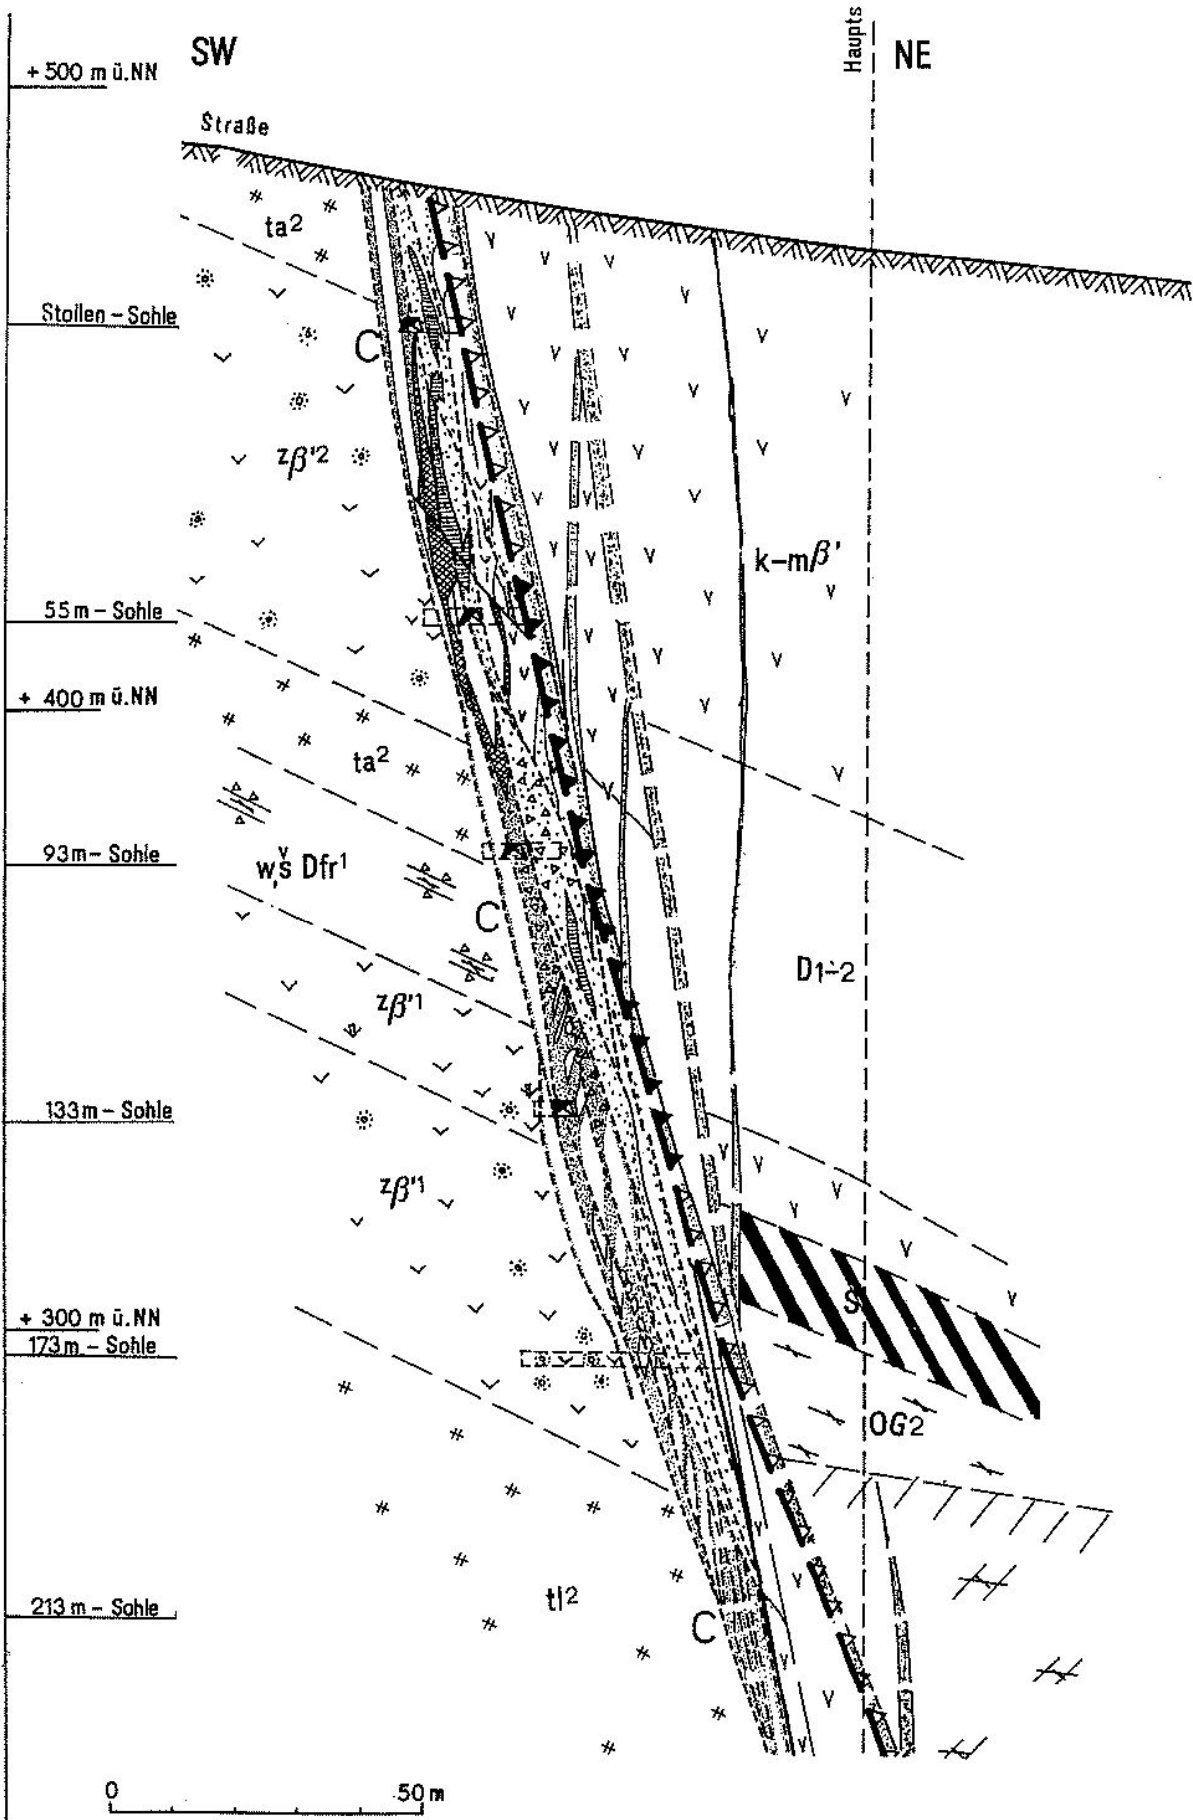 SW
Haupts
NE
+ 500 m ü.NN
Straße
ta²
Stollen - Sohle
C
zβ'²
k-mβ'
55 m - Sohle
+ 400 m ü.NN
ta²
93 m - Sohle
w,s̆ Dfr¹
C
D1-2
zβ'¹
133 m - Sohle
zβ'¹
S
+ 300 m ü.NN
173 m - Sohle
OG2
tl²
213 m - Sohle
C
0 50 m